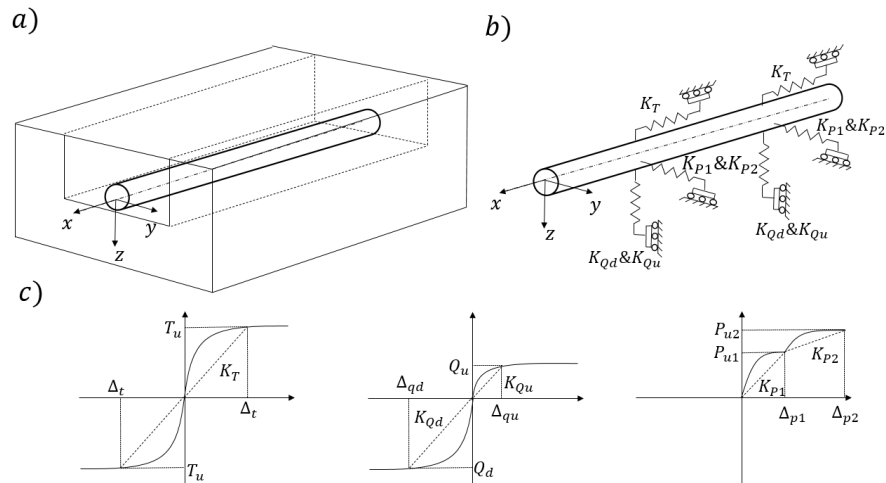 a)
x
y
z
b)
K_T
K_T
K_{P1}&K_{P2}
K_{P1}&K_{P2}
x
y
z
K_{Qd}&K_{Qu}
K_{Qd}&K_{Qu}
c)
T_u
K_T
Δ_t
Δ_t
T_u
Q_u
Δ_{qd}
K_{Qu}
K_{Qd}
Δ_{qu}
Q_d
P_{u2}
P_{u1}
K_{P2}
K_{P1}
Δ_{p1}
Δ_{p2}